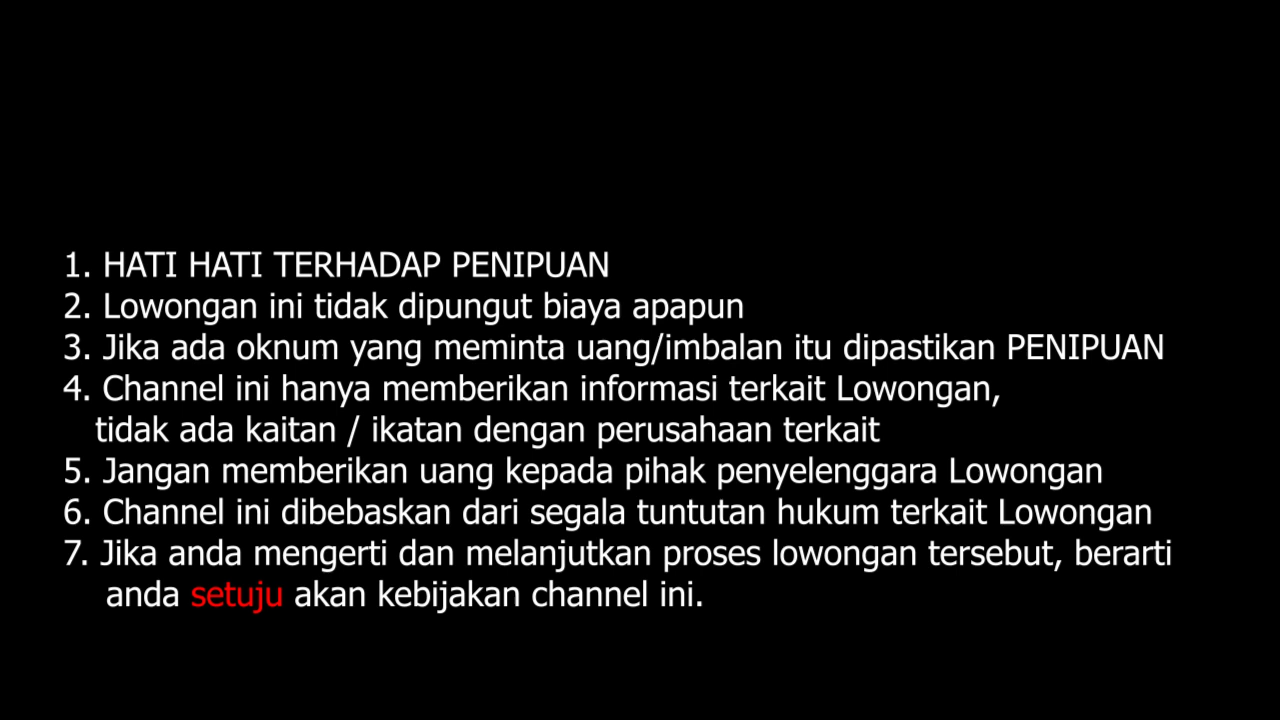 1. HATI HATI TERHADAP PENIPUAN
2. Lowongan ini tidak dipungut biaya apapun
3. Jika ada oknum yang meminta uang/imbalan itu dipastikan PENIPUAN
4. Channel ini hanya memberikan informasi terkait Lowongan,
tidak ada kaitan / ikatan dengan perusahaan terkait
5. Jangan memberikan uang kepada pihak penyelenggara Lowongan
6. Channel ini dibebaskan dari segala tuntutan hukum terkait Lowongan
7. Jika anda mengerti dan melanjutkan proses lowongan tersebut, berarti
anda setuju akan kebijakan channel ini.